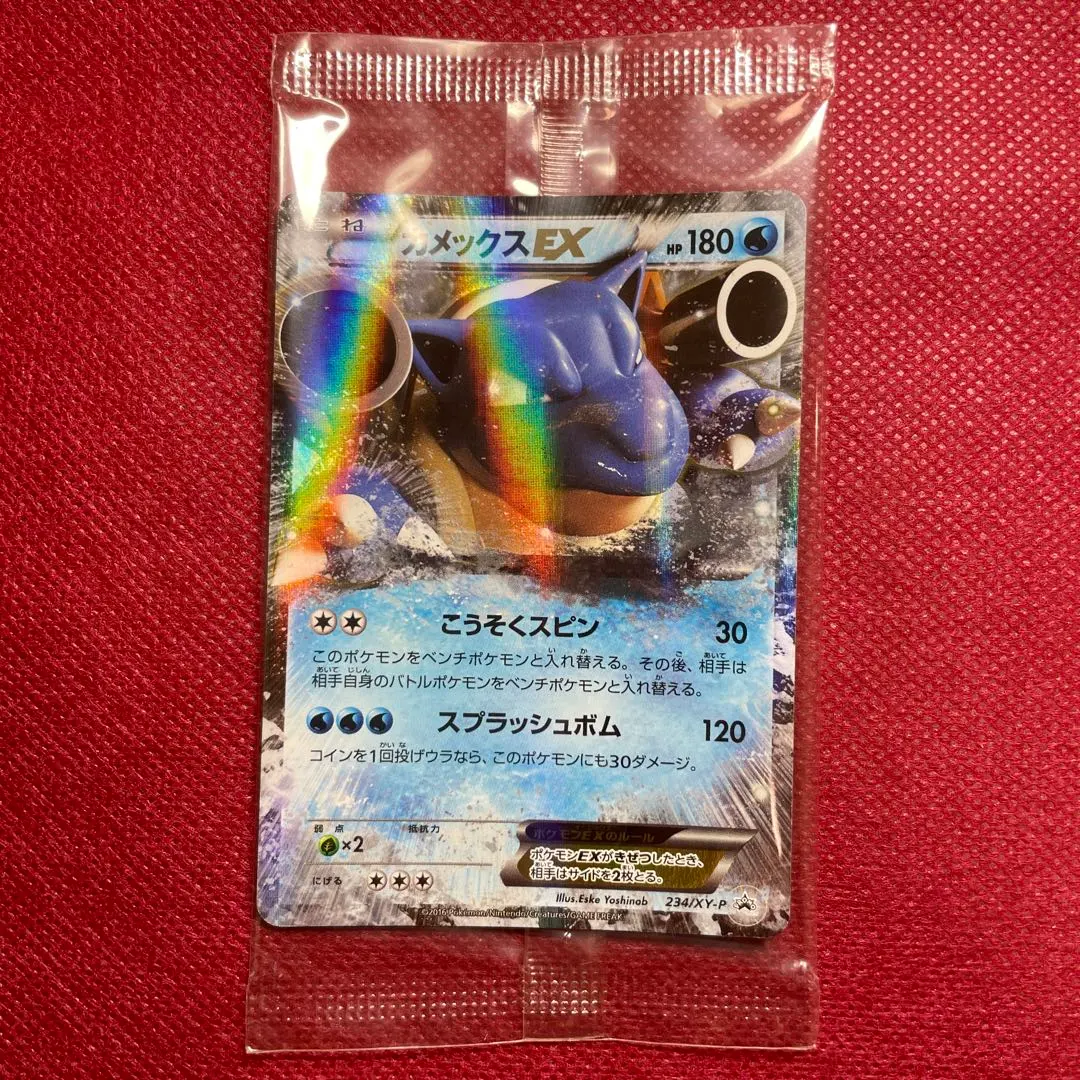 カメックスEX HP 180
こうそくスピン 30
このポケモンをベンチポケモンと入れ替える。その後、相手は
相手自身のバトルポケモンをベンチポケモンと入れ替える。
スプラッシュボム 120
コインを1回投げウラなら、このポケモンにも30ダメージ。
弱点 抵抗力
×2
ポケモンEXのルール
ポケモンEXがきぜつしたとき、
相手はサイドを2枚とる。
にげる
Illus.Eske Yoshinob 234/XY-P
©2016 Pokémon/Nintendo/Creatures/GAME FREAK